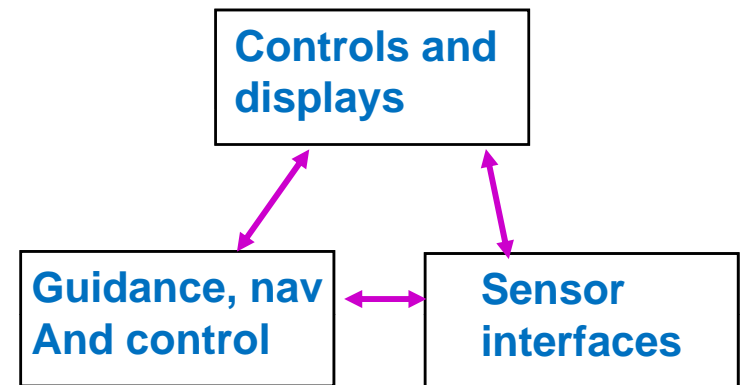 Controls and
displays
Guidance, nav
And control
Sensor
interfaces